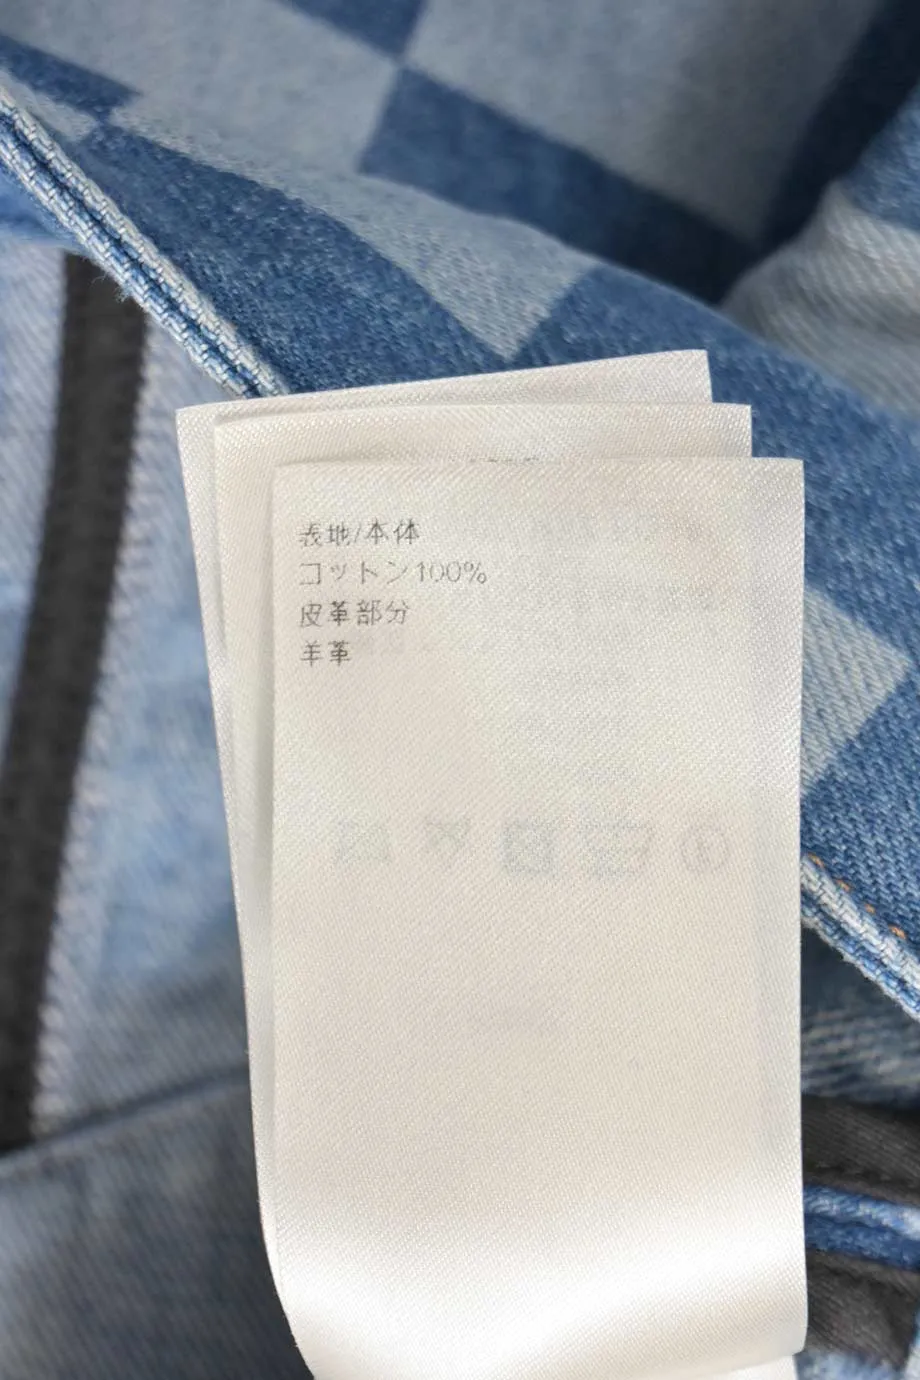 表地/本体
コットン100%
皮革部分
羊革